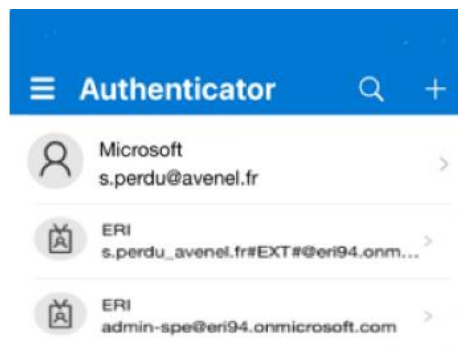 Authenticator
Microsoft
s.perdu@avenel.fr
ERI
s.perdu_avenel.fr#EXT#@eri94.onm...
ERI
admin-spe@eri94.onmicrosoft.com